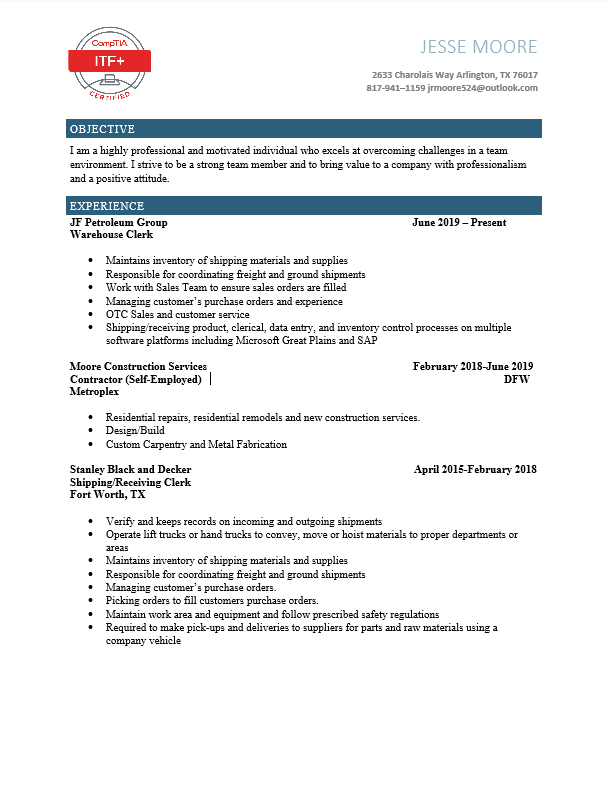 CompTIA
ITF+
CERTIFIED
JESSE MOORE
2633 Charolais Way Arlington, TX 76017
817-941–1159 jrmoore524@outlook.com
OBJECTIVE
I am a highly professional and motivated individual who excels at overcoming challenges in a team
environment. I strive to be a strong team member and to bring value to a company with professionalism
and a positive attitude.
EXPERIENCE
JF Petroleum Group June 2019 – Present
Warehouse Clerk
• Maintains inventory of shipping materials and supplies
• Responsible for coordinating freight and ground shipments
• Work with Sales Team to ensure sales orders are filled
• Managing customer’s purchase orders and experience
• OTC Sales and customer service
• Shipping/receiving product, clerical, data entry, and inventory control processes on multiple
software platforms including Microsoft Great Plains and SAP
Moore Construction Services February 2018-June 2019
Contractor (Self-Employed) DFW
Metroplex
• Residential repairs, residential remodels and new construction services.
• Design/Build
• Custom Carpentry and Metal Fabrication
Stanley Black and Decker April 2015-February 2018
Shipping/Receiving Clerk
Fort Worth, TX
• Verify and keeps records on incoming and outgoing shipments
• Operate lift trucks or hand trucks to convey, move or hoist materials to proper departments or
areas
• Maintains inventory of shipping materials and supplies
• Responsible for coordinating freight and ground shipments
• Managing customer’s purchase orders.
• Picking orders to fill customers purchase orders.
• Maintain work area and equipment and follow prescribed safety regulations
• Required to make pick-ups and deliveries to suppliers for parts and raw materials using a
company vehicle